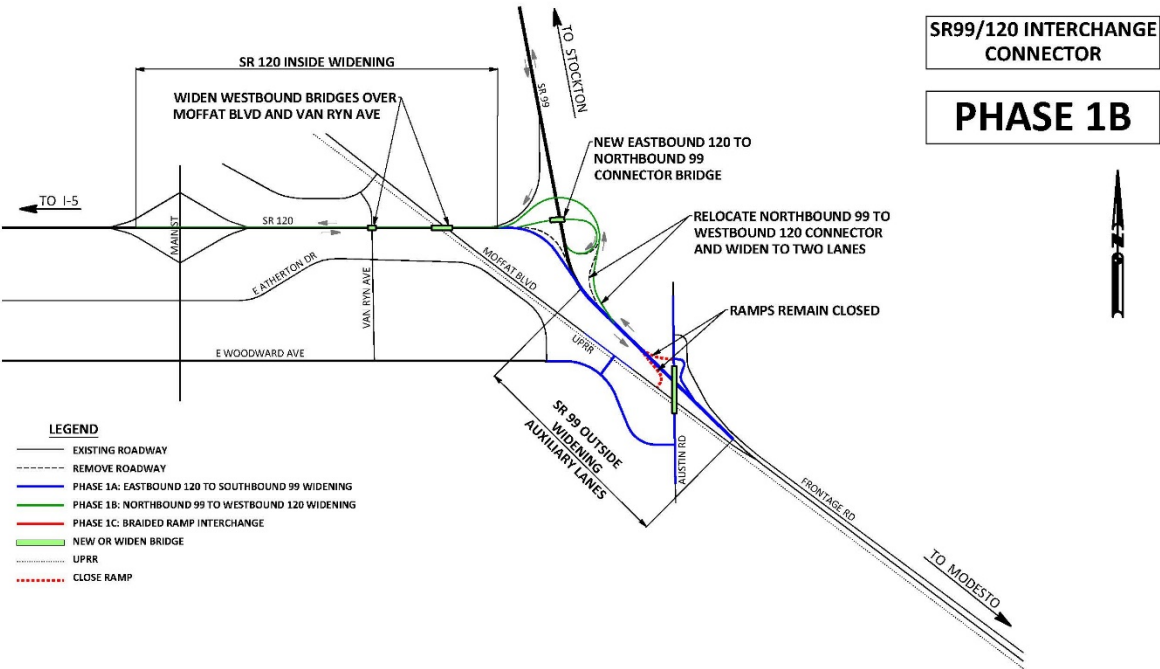 SR99/120 INTERCHANGE
CONNECTOR
PHASE 1B
TO STOCKTON
SR 120 INSIDE WIDENING
WIDEN WESTBOUND BRIDGES OVER
MOFFAT BLVD AND VAN RYN AVE
SR 99
NEW EASTBOUND 120 TO
NORTHBOUND 99
CONNECTOR BRIDGE
TO I-5
MAIN ST
SR 120
RELOCATE NORTHBOUND 99 TO
WESTBOUND 120 CONNECTOR
AND WIDEN TO TWO LANES
N
E ATHERTON DR
VAN RYN AVE
MOFFAT BLVD
RAMPS REMAIN CLOSED
UPRR
E WOODWARD AVE
SR 99 OUTSIDE
WIDENING
AUXILIARY LANES
AUSTIN RD
FRONTAGE RD
TO MODESTO
LEGEND
EXISTING ROADWAY
REMOVE ROADWAY
PHASE 1A: EASTBOUND 120 TO SOUTHBOUND 99 WIDENING
PHASE 1B: NORTHBOUND 99 TO WESTBOUND 120 WIDENING
PHASE 1C: BRAIDED RAMP INTERCHANGE
NEW OR WIDEN BRIDGE
UPRR
CLOSE RAMP